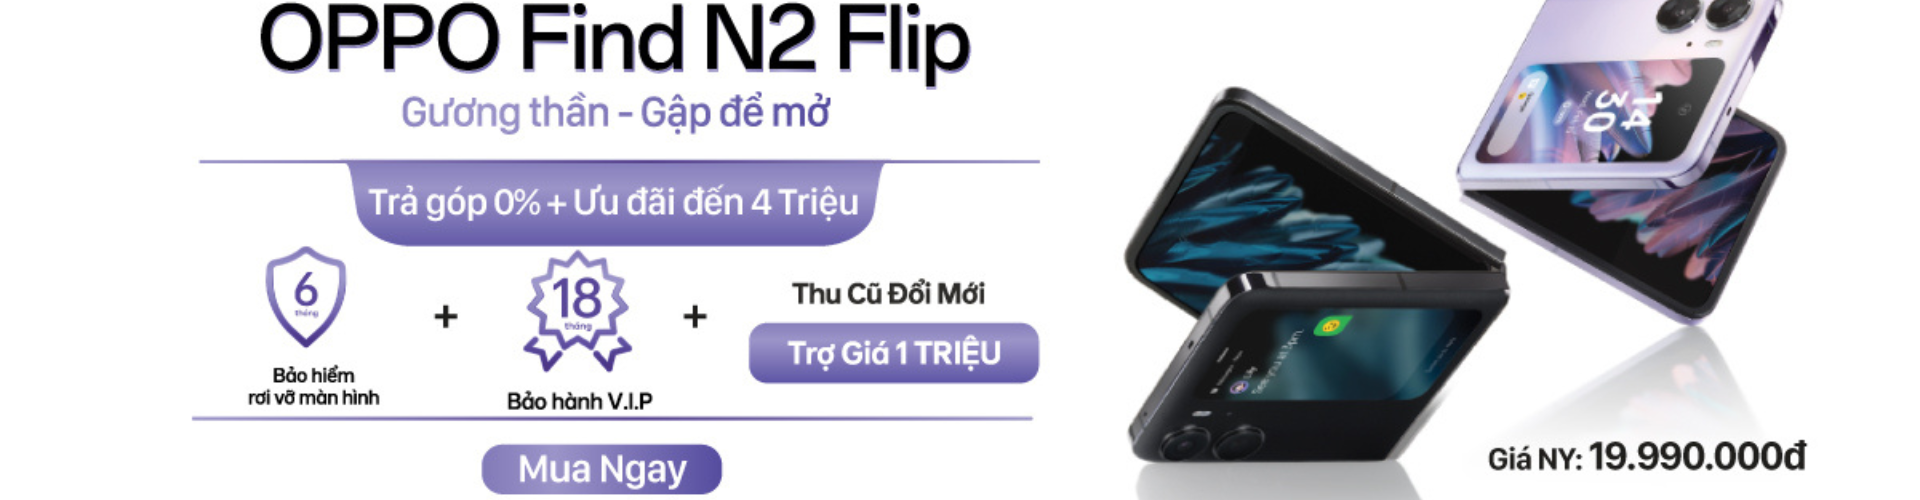 OPPO Find N2 Flip
Gương thần - Gập để mở
Trả góp 0% + Ưu đãi đến 4 Triệu
6
tháng
Bảo hiểm
rơi vỡ màn hình
+
18
tháng
Bảo hành V.I.P
+
Thu Cũ Đổi Mới
Trợ Giá 1 TRIỆU
Mua Ngay
14
30
Giá NY: 19.990.000đ